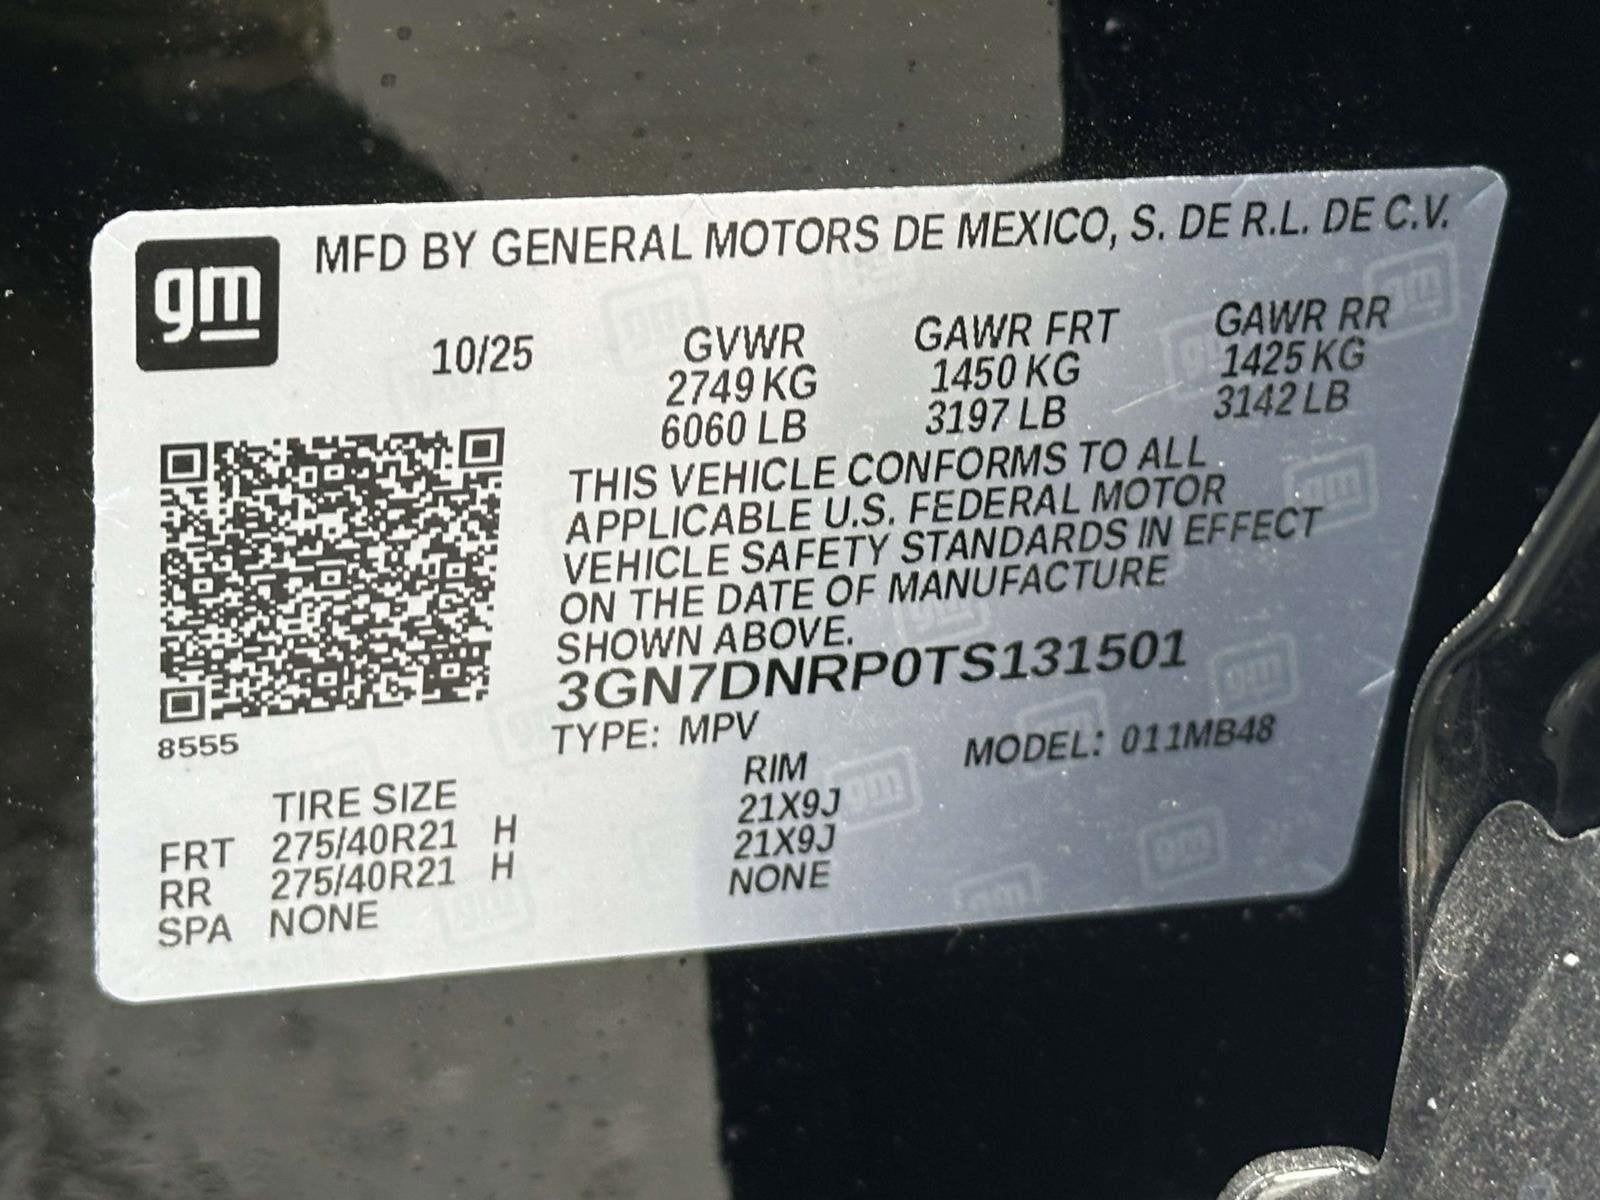 gm
MFD BY GENERAL MOTORS DE MEXICO, S. DE R.L. DE C.V.
10/25 GVWR GAWR FRT GAWR RR
2749 KG 1450 KG 1425 KG
6060 LB 3197 LB 3142 LB
THIS VEHICLE CONFORMS TO ALL
APPLICABLE U.S. FEDERAL MOTOR
VEHICLE SAFETY STANDARDS IN EFFECT
ON THE DATE OF MANUFACTURE
SHOWN ABOVE.
3GN7DNRP0TS131501
8555
TYPE: MPV MODEL: 011MB48
TIRE SIZE RIM
FRT 275/40R21 H 21X9J
RR 275/40R21 H 21X9J
SPA NONE NONE